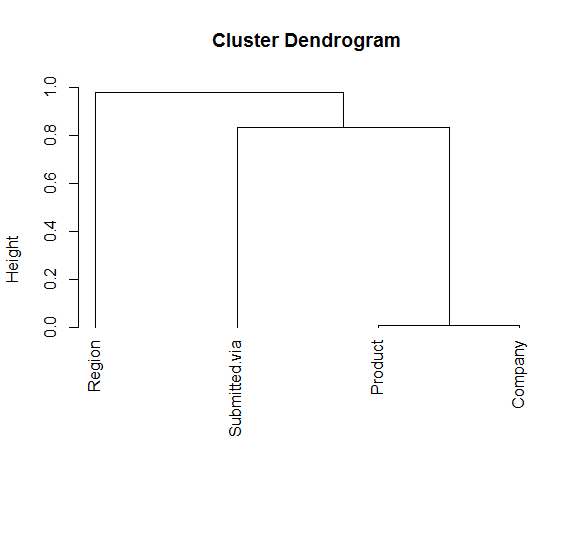 Cluster Dendrogram
Height
1.0
0.8
0.6
0.4
0.2
0.0
Region
Submitted.via
Product
Company